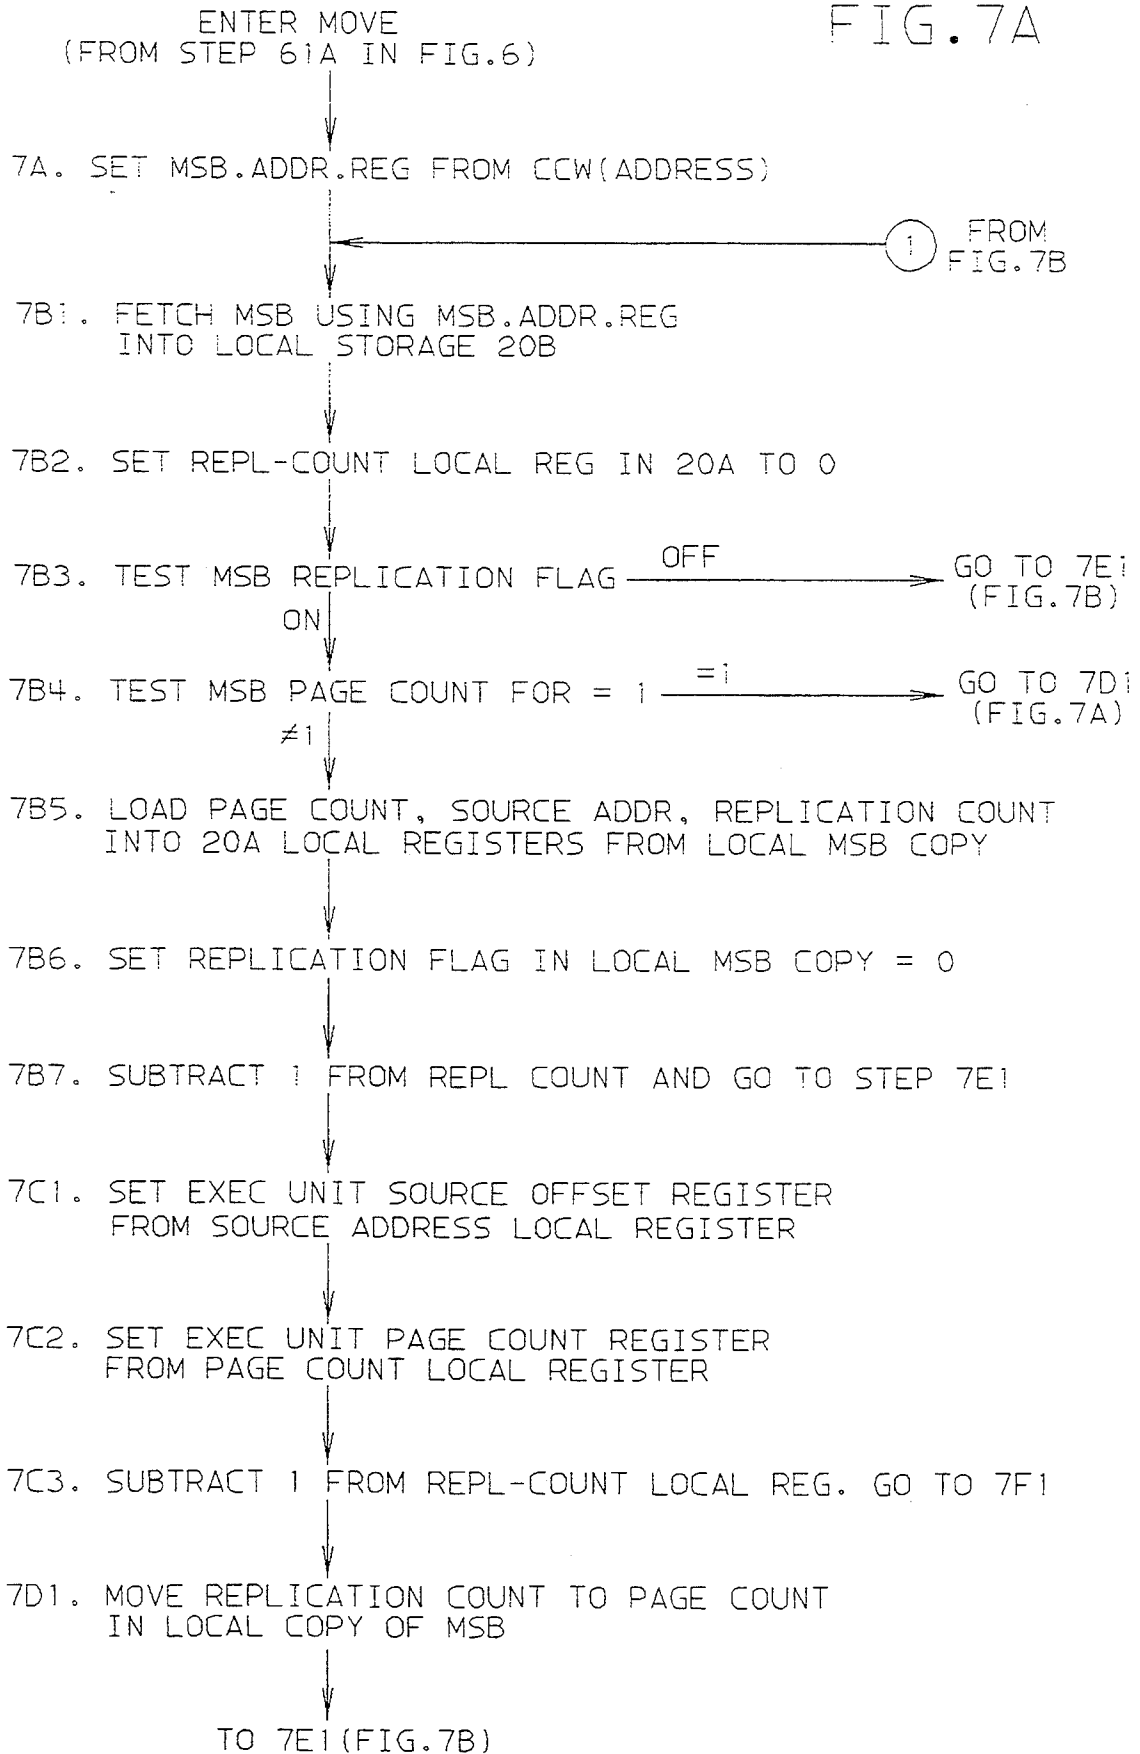 FIG.7A
ENTER MOVE
(FROM STEP 61A IN FIG.6)
7A. SET MSB.ADDR.REG FROM CCW(ADDRESS)
1
FROM
FIG.7B
7B1. FETCH MSB USING MSB.ADDR.REG
INTO LOCAL STORAGE 20B
7B2. SET REPL-COUNT LOCAL REG IN 20A TO 0
7B3. TEST MSB REPLICATION FLAG
OFF
GO TO 7E1
(FIG.7B)
ON
7B4. TEST MSB PAGE COUNT FOR = 1
=1
GO TO 7D1
(FIG.7A)
≠1
7B5. LOAD PAGE COUNT, SOURCE ADDR, REPLICATION COUNT
INTO 20A LOCAL REGISTERS FROM LOCAL MSB COPY
7B6. SET REPLICATION FLAG IN LOCAL MSB COPY = 0
7B7. SUBTRACT 1 FROM REPL COUNT AND GO TO STEP 7E1
7C1. SET EXEC UNIT SOURCE OFFSET REGISTER
FROM SOURCE ADDRESS LOCAL REGISTER
7C2. SET EXEC UNIT PAGE COUNT REGISTER
FROM PAGE COUNT LOCAL REGISTER
7C3. SUBTRACT 1 FROM REPL-COUNT LOCAL REG. GO TO 7F1
7D1. MOVE REPLICATION COUNT TO PAGE COUNT
IN LOCAL COPY OF MSB
TO 7E1(FIG.7B)